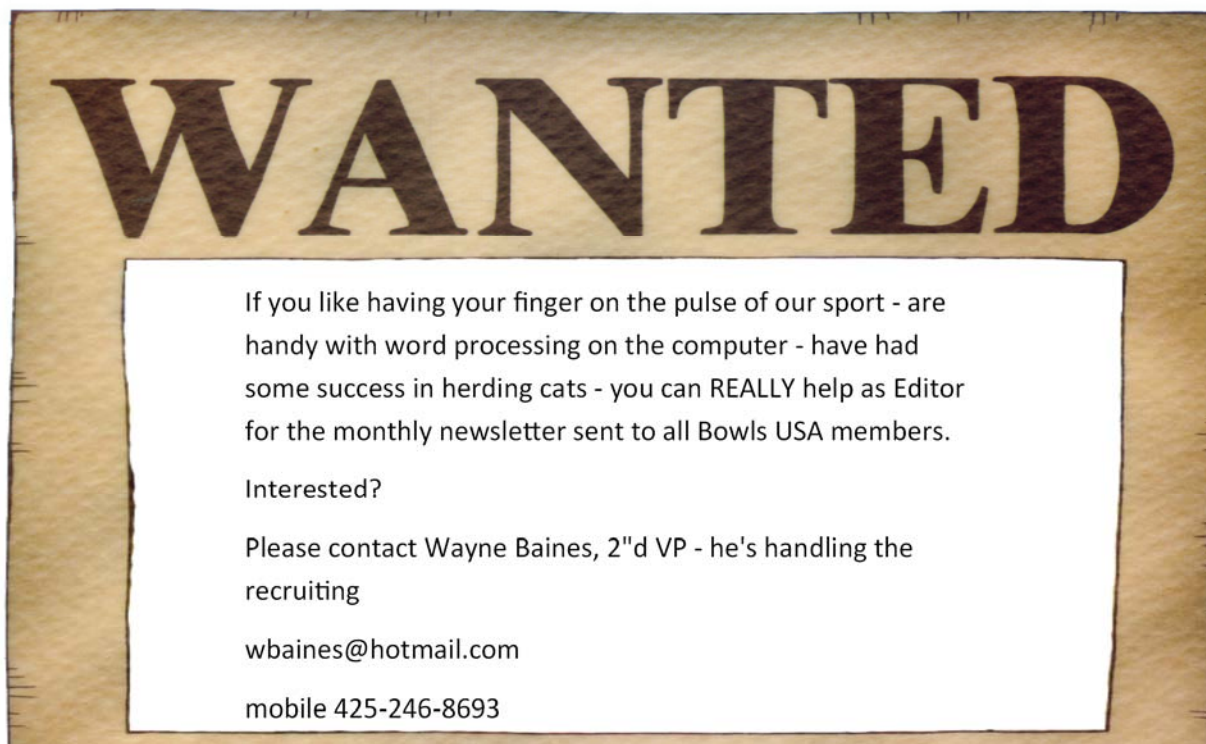 WANTED
If you like having your finger on the pulse of our sport - are
handy with word processing on the computer - have had
some success in herding cats - you can REALLY help as Editor
for the monthly newsletter sent to all Bowls USA members.
Interested?
Please contact Wayne Baines, 2"d VP - he's handling the
recruiting
wbaines@hotmail.com
mobile 425-246-8693